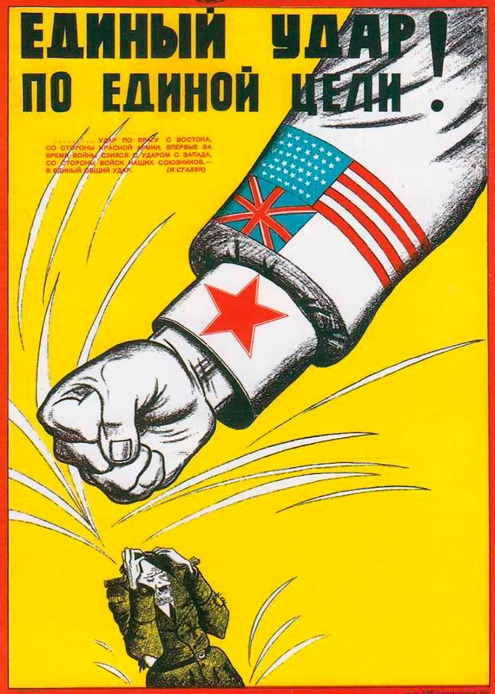 ЕДИНЫЙ УДАР
ПО ЕДИНОЙ ЦЕЛИ!
.......... УДАР ПО ВРАГУ С ВОСТОКА,
СО СТОРОНЫ КРАСНОЙ АРМИИ, ВПЕРВЫЕ ЗА
ВРЕМЯ ВОЙНЫ СЛИЛСЯ С УДАРОМ С ЗАПАДА,
СО СТОРОНЫ ВОЙСК НАШИХ СОЮЗНИКОВ,—
В ЕДИНЫЙ ОБЩИЙ УДАР. (И. СТАЛИН)